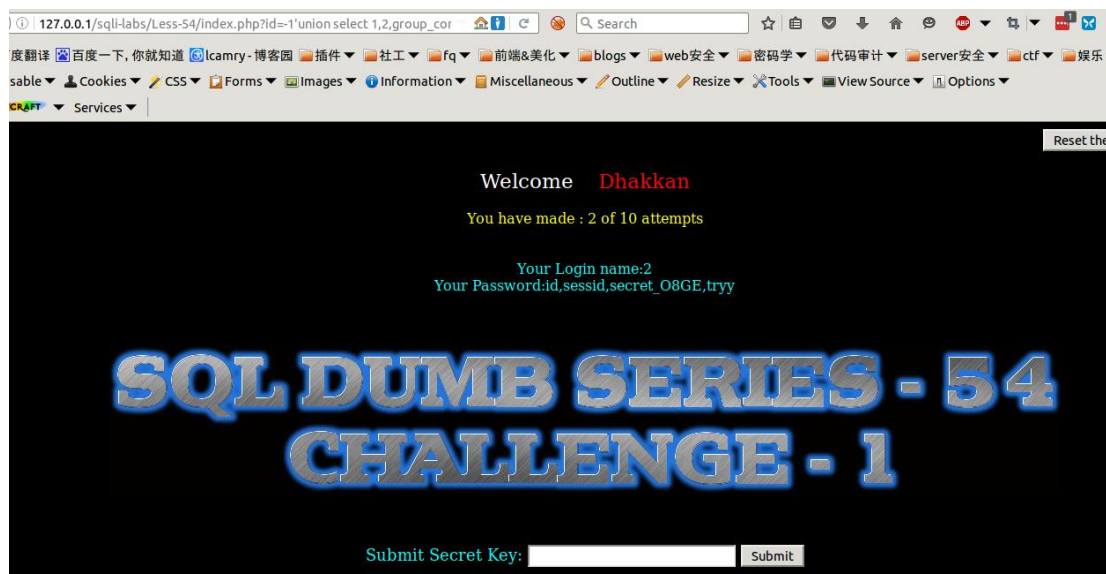 127.0.0.1/sqli-labs/Less-54/index.php?id=-1'union select 1,2,group_cor
Search
度翻译 百度一下,你就知道 lcamry-博客园 插件 社工 fq 前端&美化 blogs web安全 密码学 代码审计 server安全 ctf 娱乐
sable Cookies CSS Forms Images Information Miscellaneous Outline Resize Tools View Source Options
CRAFT Services
Reset the
Welcome Dhakkan
You have made : 2 of 10 attempts
Your Login name:2
Your Password:id,sessid,secret_O8GE,tryy
SQL DUMB SERIES - 54
CHALLENGE - 1
Submit Secret Key: Submit